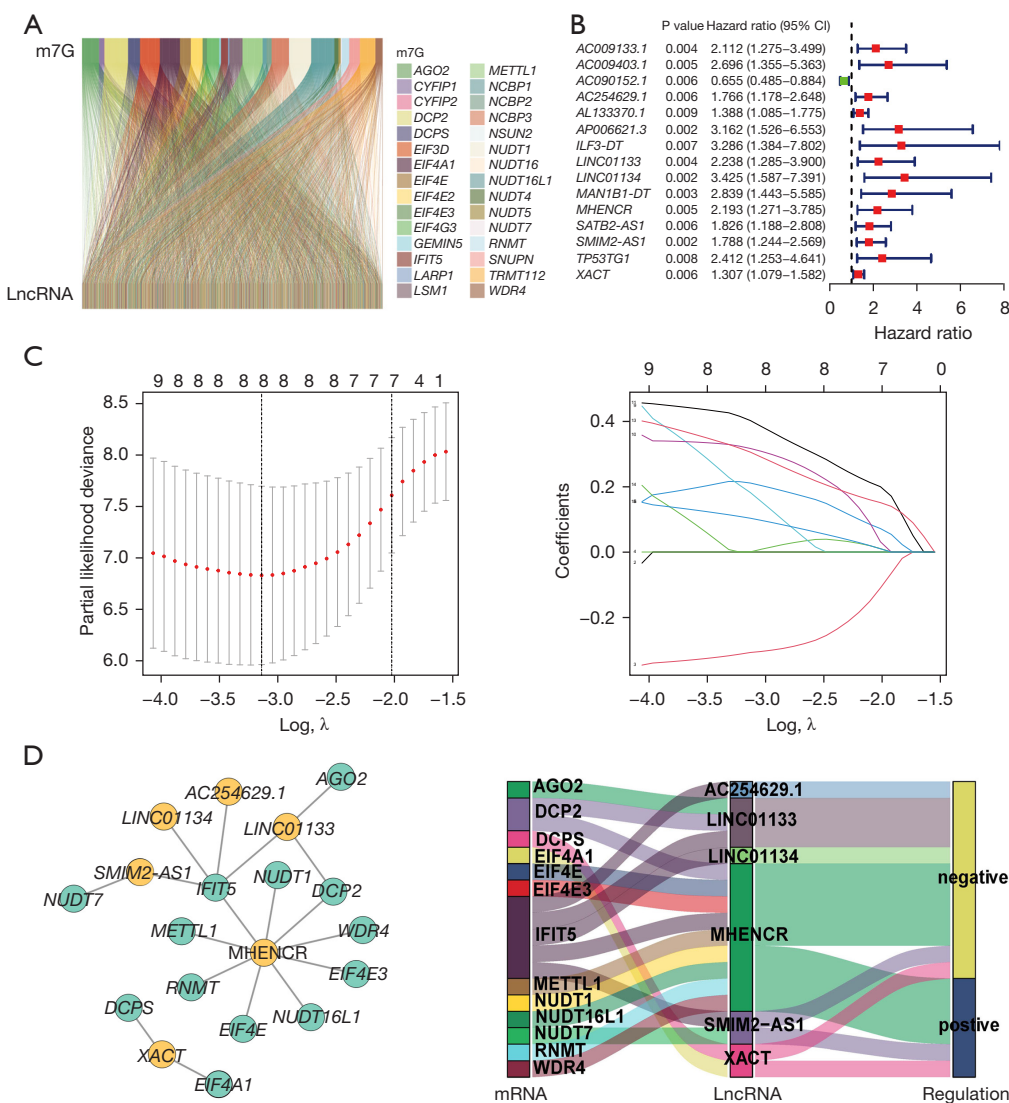 A
m7G
LncRNA
m7G
AGO2 METTL1
CYFIP1 NCBP1
CYFIP2 NCBP2
DCP2 NCBP3
DCPS NSUN2
EIF3D NUDT1
EIF4A1 NUDT16
EIF4E NUDT16L1
EIF4E2 NUDT4
EIF4E3 NUDT5
EIF4G3 NUDT7
GEMIN5 RNMT
IFIT5 SNUPN
LARP1 TRMT112
LSM1 WDR4
B
P value Hazard ratio (95% CI)
AC009133.1 0.004 2.112 (1.275–3.499)
AC009403.1 0.005 2.696 (1.355–5.363)
AC090152.1 0.006 0.655 (0.485–0.884)
AC254629.1 0.006 1.766 (1.178–2.648)
AL133370.1 0.009 1.388 (1.085–1.775)
AP006621.3 0.002 3.162 (1.526–6.553)
ILF3-DT 0.007 3.286 (1.384–7.802)
LINC01133 0.004 2.238 (1.285–3.900)
LINC01134 0.002 3.425 (1.587–7.391)
MAN1B1-DT 0.003 2.839 (1.443–5.585)
MHENCR 0.005 2.193 (1.271–3.785)
SATB2-AS1 0.006 1.826 (1.188–2.808)
SMIM2-AS1 0.002 1.788 (1.244–2.569)
TP53TG1 0.008 2.412 (1.253–4.641)
XACT 0.006 1.307 (1.079–1.582)
0 2 4 6 8
Hazard ratio
C
9 8 8 8 8 8 8 8 8 7 7 7 4 1
8.5
8.0
7.5
7.0
6.5
6.0
Partial likelihood deviance
−4.0 −3.5 −3.0 −2.5 −2.0 −1.5
Log, λ
9 8 8 8 7 0
0.4
0.2
0.0
−0.2
Coefficients
−4.0 −3.5 −3.0 −2.5 −2.0 −1.5
Log, λ
D
AGO2
AC254629.1
LINC01134
LINC01133
SMIM2-AS1
NUDT7
IFIT5
NUDT1
DCP2
METTL1
WDR4
MHENCR
EIF4E3
RNMT
NUDT16L1
EIF4E
DCPS
XACT
EIF4A1
AGO2
DCP2
DCPS
EIF4A1
EIF4E
EIF4E3
IFIT5
METTL1
NUDT1
NUDT16L1
NUDT7
RNMT
WDR4
mRNA
AC254629.1
LINC01133
LINC01134
MHENCR
SMIM2−AS1
XACT
LncRNA
negative
postive
Regulation